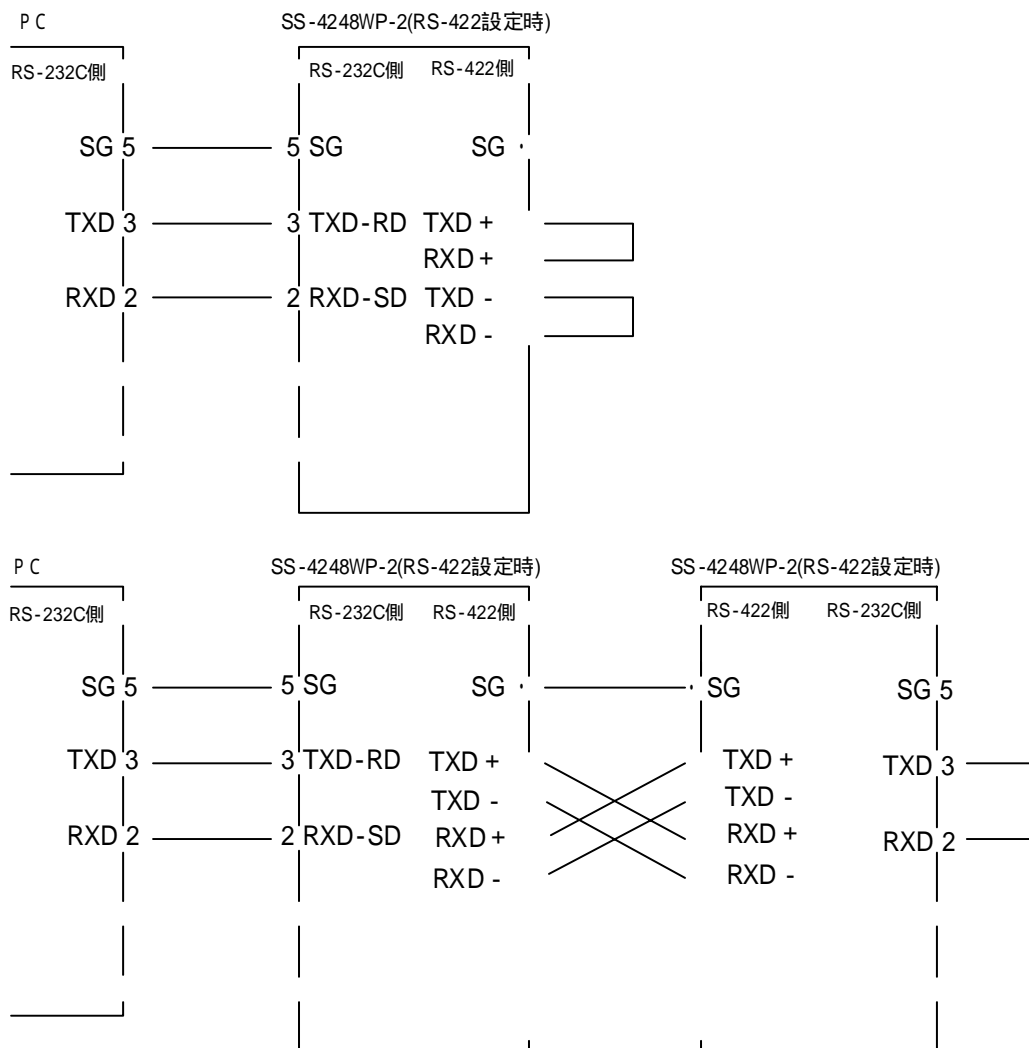 PC SS-4248WP-2(RS-422設定時)
RS-232C側 RS-232C側 RS-422側
SG 5 5 SG SG ・
TXD 3 3 TXD-RD TXD+
RXD+
RXD 2 2 RXD-SD TXD-
RXD-
PC SS-4248WP-2(RS-422設定時) SS-4248WP-2(RS-422設定時)
RS-232C側 RS-232C側 RS-422側 RS-422側 RS-232C側
SG 5 5 SG SG ・ ・ SG SG 5
TXD 3 3 TXD-RD TXD+ TXD+ TXD 3
TXD- TXD-
RXD 2 2 RXD-SD RXD+ RXD+ RXD 2
RXD- RXD-